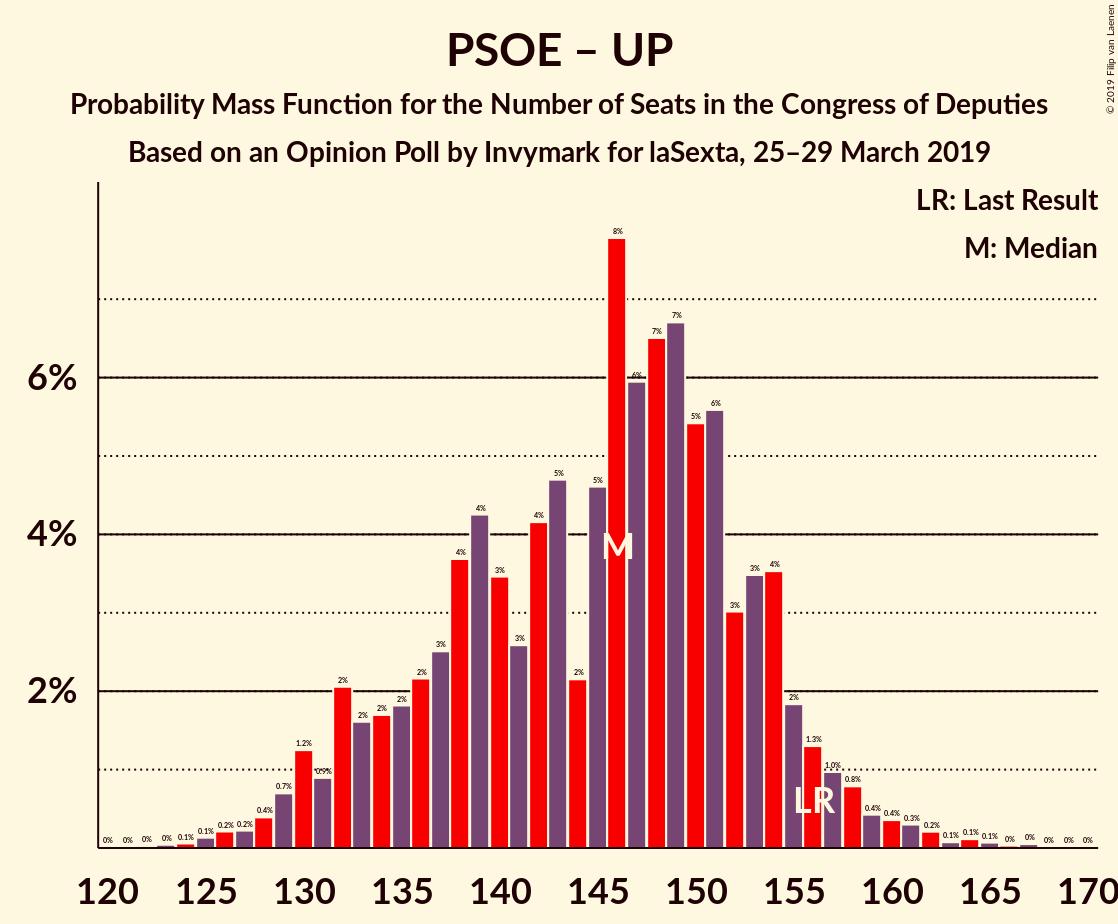 © 2019 Filip van Laenen
PSOE – UP
Probability Mass Function for the Number of Seats in the Congress of Deputies
Based on an Opinion Poll by Invymark for laSexta, 25–29 March 2019
LR: Last Result
M: Median
8%
7% 7%
6%
6% 6%
5% 6%
5% 5%
4% 4%
4%
M
4% 3% 3% 4%
3% 3% 3%
2%
2% 2% 2%
2% 2% 2% 2%
1.2% 1.3%
0.9% 1.0%
0.7% 0.8%
LR
0.4% 0.4% 0.4% 0.3%
0.2% 0.2% 0.2%
0% 0% 0% 0% 0.1% 0.1% 0.1% 0.1% 0.1% 0% 0% 0% 0% 0%
120 125 130 135 140 145 150 155 160 165 170